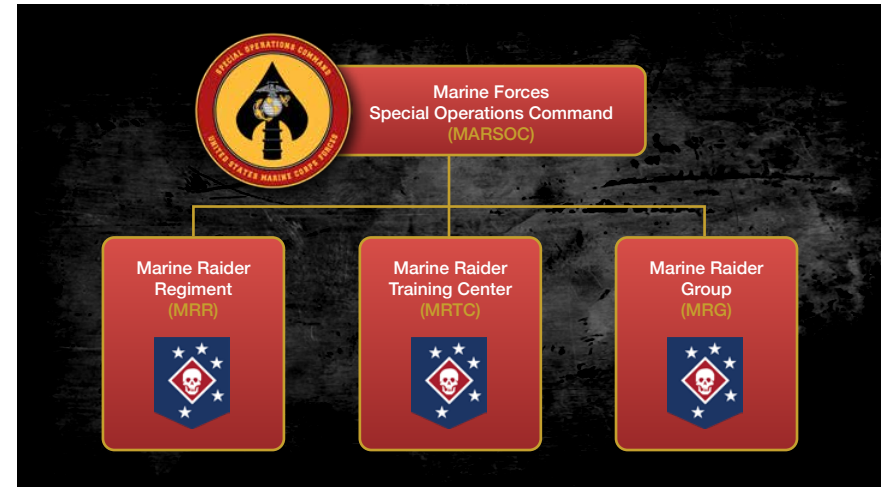 SPECIAL OPERATIONS COMMAND
UNITED STATES MARINE CORPS FORCES
Marine Forces
Special Operations Command
(MARSOC)
Marine Raider
Regiment
(MRR)
Marine Raider
Training Center
(MRTC)
Marine Raider
Group
(MRG)